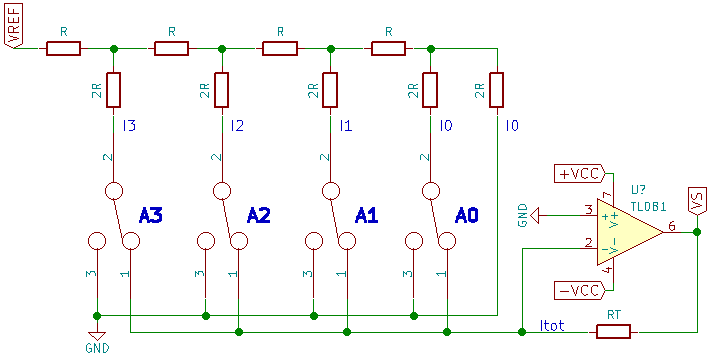 VREF
R
R
R
R
2R
2R
2R
2R
2R
I3
I2
I1
I0
I0
2
2
2
2
A3
A2
A1
A0
3
1
3
1
3
1
3
1
GND
+VCC
7
U?
TL081
GND
3
+
V+
2
-
V-
6
VS
4
-VCC
Itot
RT